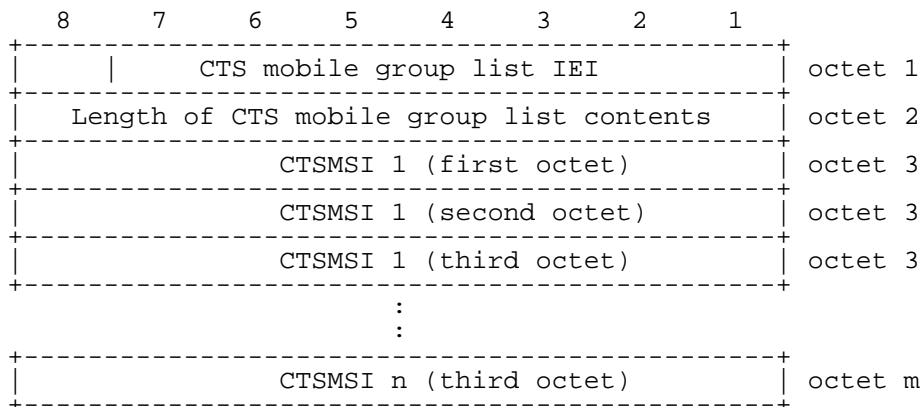 8 7 6 5 4 3 2 1
CTS mobile group list IEI octet 1
Length of CTS mobile group list contents octet 2
CTSMSI 1 (first octet) octet 3
CTSMSI 1 (second octet) octet 3
CTSMSI 1 (third octet) octet 3
:
:
CTSMSI n (third octet) octet m